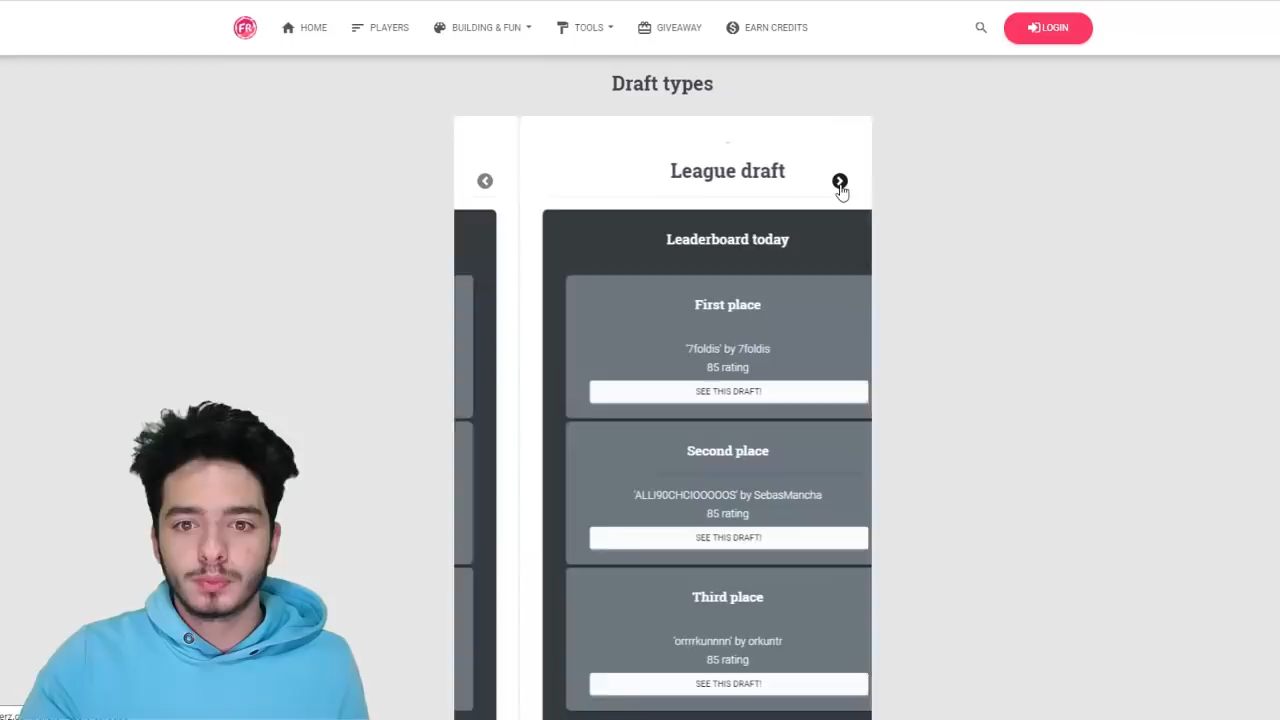 FR
HOME
PLAYERS
BUILDING & FUN
TOOLS
GIVEAWAY
EARN CREDITS
LOGIN
Draft types
League draft
Leaderboard today
First place
'7foldis' by 7foldis
85 rating
SEE THIS DRAFT!
Second place
'ALLI90CHCIOOOOOS' by SebasMancha
85 rating
SEE THIS DRAFT!
Third place
'orrrrkunnnn' by orkuntr
85 rating
SEE THIS DRAFT!